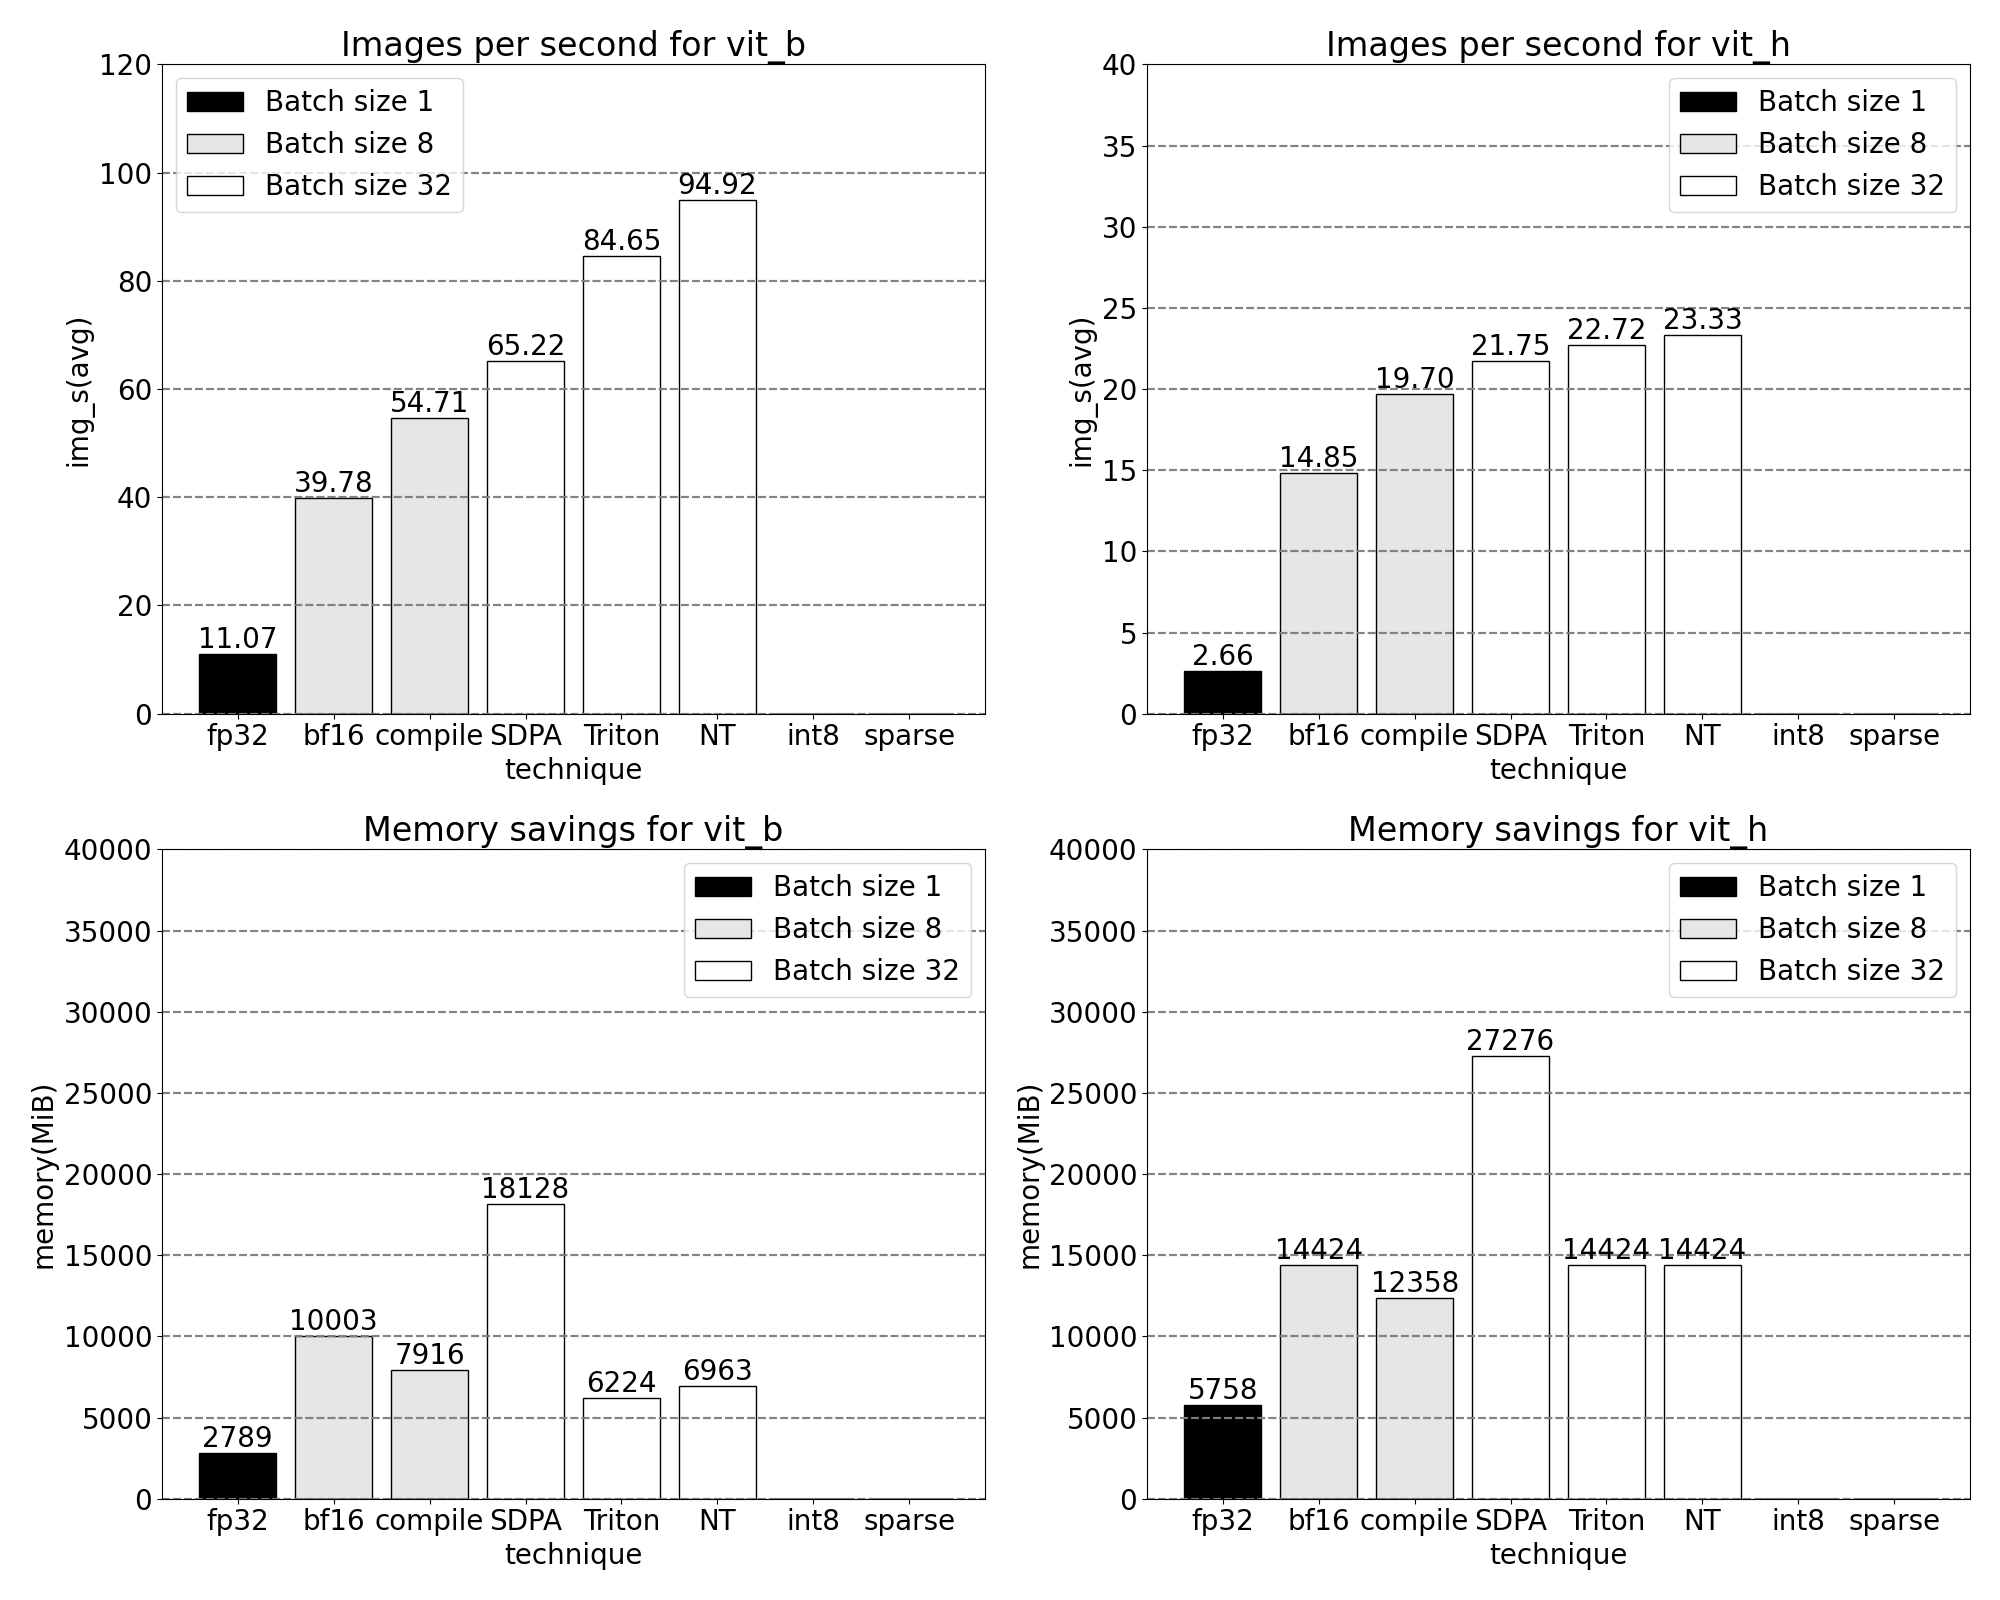 Images per second for vit_b
120
100
80
60
40
20
0
img_s(avg)
Batch size 1
Batch size 8
Batch size 32
11.07
39.78
54.71
65.22
84.65
94.92
fp32 bf16 compile SDPA Triton NT int8 sparse
technique
Images per second for vit_h
40
35
30
25
20
15
10
5
0
img_s(avg)
Batch size 1
Batch size 8
Batch size 32
2.66
14.85
19.70
21.75
22.72
23.33
fp32 bf16 compile SDPA Triton NT int8 sparse
technique
Memory savings for vit_b
40000
35000
30000
25000
20000
15000
10000
5000
0
memory(MiB)
Batch size 1
Batch size 8
Batch size 32
2789
10003
7916
18128
6224
6963
fp32 bf16 compile SDPA Triton NT int8 sparse
technique
Memory savings for vit_h
40000
35000
30000
25000
20000
15000
10000
5000
0
memory(MiB)
Batch size 1
Batch size 8
Batch size 32
5758
14424
12358
27276
14424
14424
fp32 bf16 compile SDPA Triton NT int8 sparse
technique